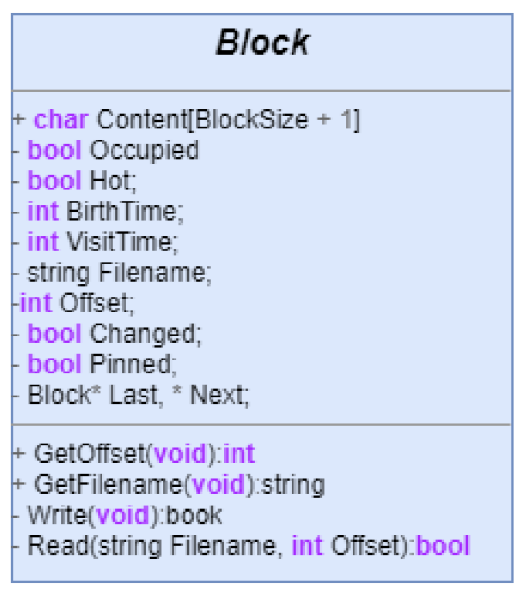 Block
+ char Content[BlockSize + 1]
- bool Occupied
- bool Hot;
- int BirthTime;
- int VisitTime;
- string Filename;
-int Offset;
- bool Changed;
- bool Pinned;
- Block* Last, * Next;
+ GetOffset(void):int
+ GetFilename(void):string
- Write(void):book
- Read(string Filename, int Offset):bool